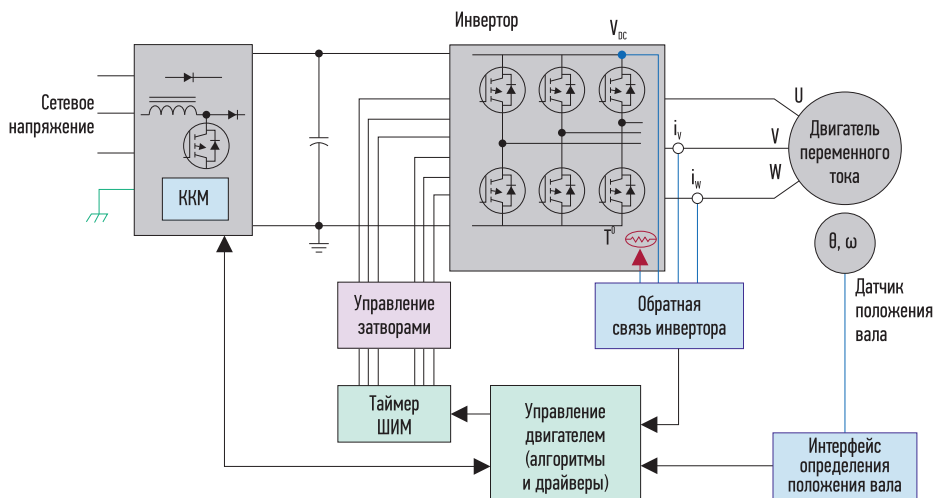 Инвертор
V_DC
Сетевое
напряжение
ККМ
U
V
W
i_V
i_W
Двигатель
переменного
тока
T⁰
θ, ω
Датчик
положения
вала
Управление
затворами
Обратная
связь инвертора
Таймер
ШИМ
Управление
двигателем
(алгоритмы
и драйверы)
Интерфейс
определения
положения вала